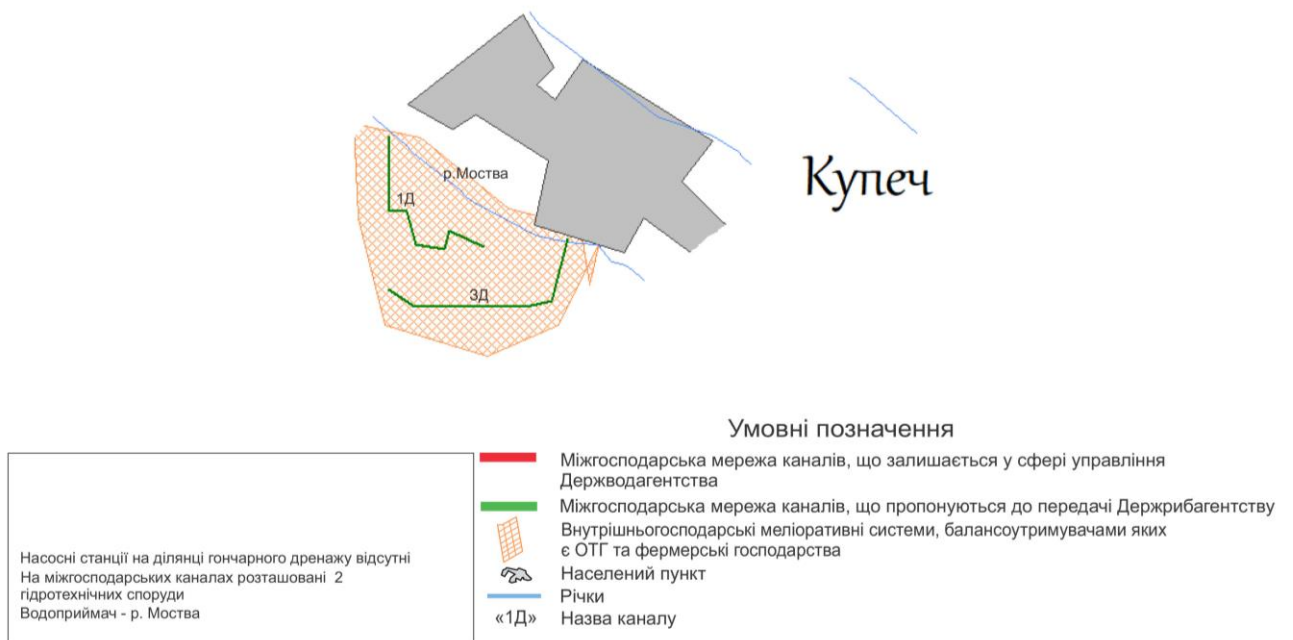 Купеч
р.Моства
1Д
3Д
Умовні позначення
Міжгосподарська мережа каналів, що залишається у сфері управління
Держводагентства
Міжгосподарська мережа каналів, що пропонуються до передачі Держрибагентству
Внутрішньогосподарські меліоративні системи, балансоутримувачами яких
є ОТГ та фермерські господарства
Населений пункт
Річки
«1Д» Назва каналу
Насосні станції на ділянці гончарного дренажу відсутні
На міжгосподарських каналах розташовані 2
гідротехнічних споруди
Водоприймач - р. Моства